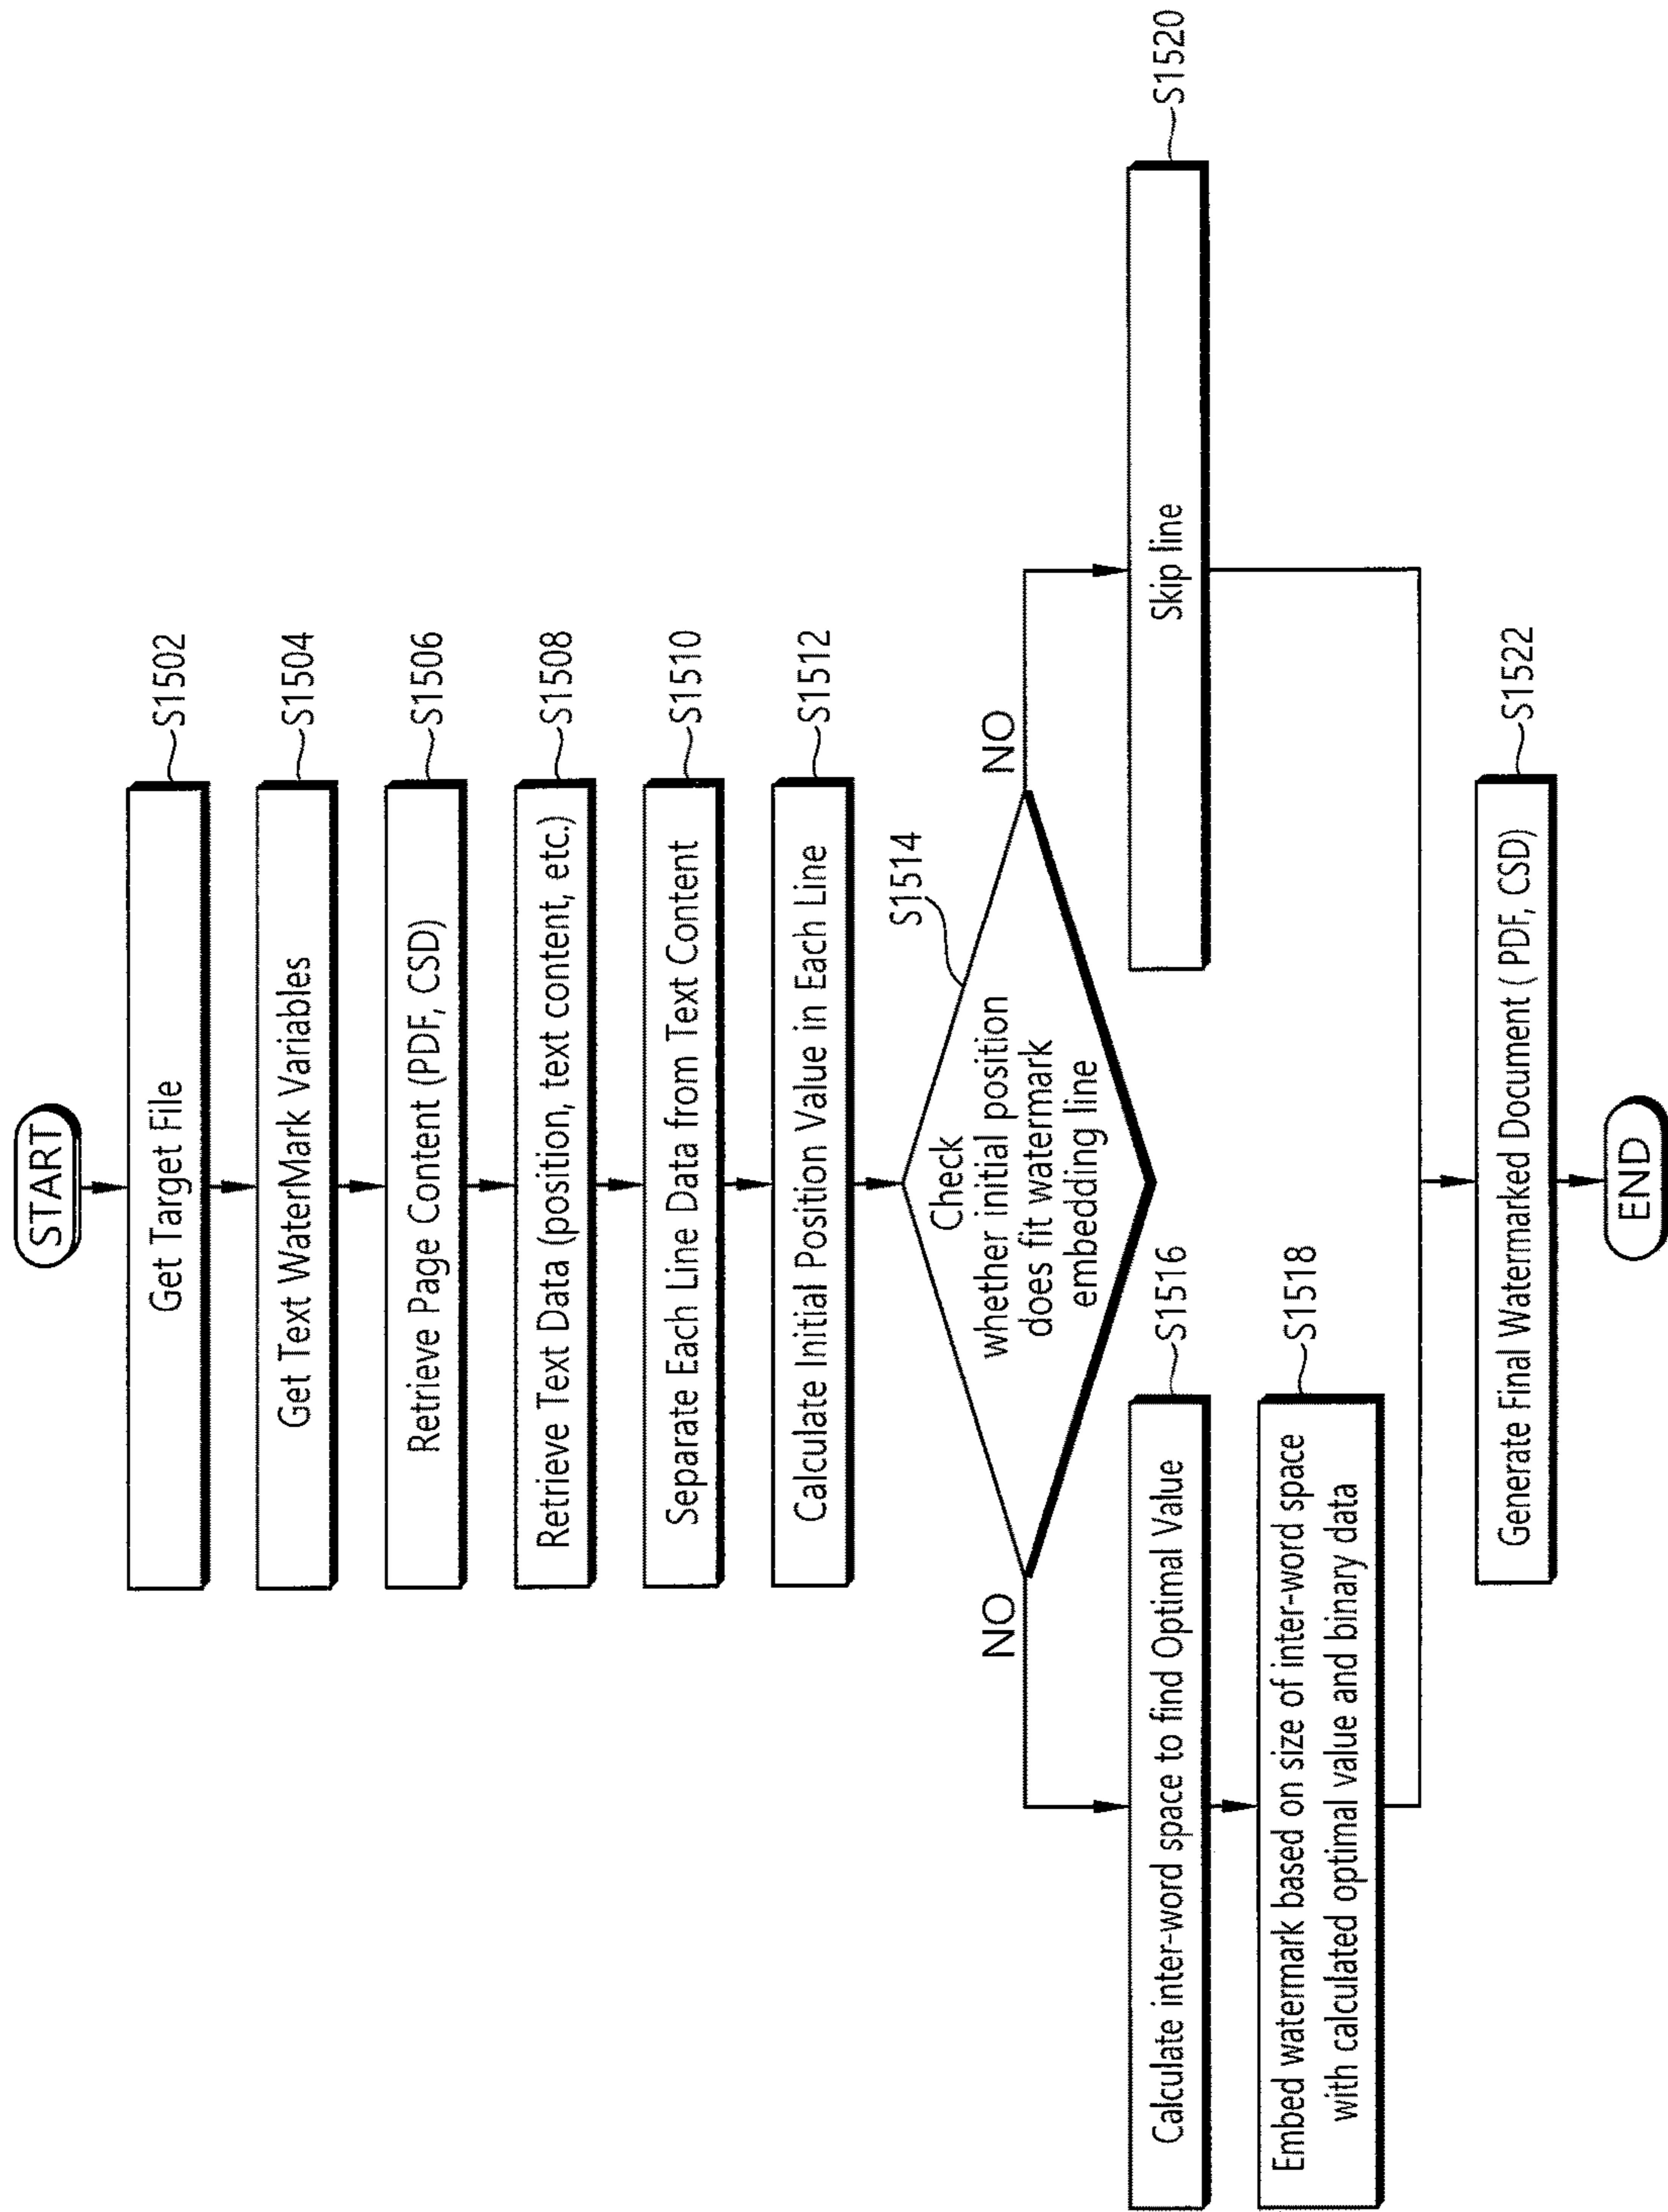 START
Get Target File
S1502
Get Text WaterMark Variables
S1504
Retrieve Page Content (PDF, CSD)
S1506
Retrieve Text Data (position, text content, etc.)
S1508
Separate Each Line Data from Text Content
S1510
Calculate Initial Position Value in Each Line
S1512
S1514
Check
whether initial position
does fit watermark
embedding line
NO
NO
Calculate inter-word space to find Optimal Value
S1516
Embed watermark based on size of inter-word space
with calculated optimal value and binary data
S1518
Skip line
S1520
Generate Final Watermarked Document ( PDF, CSD)
S1522
END